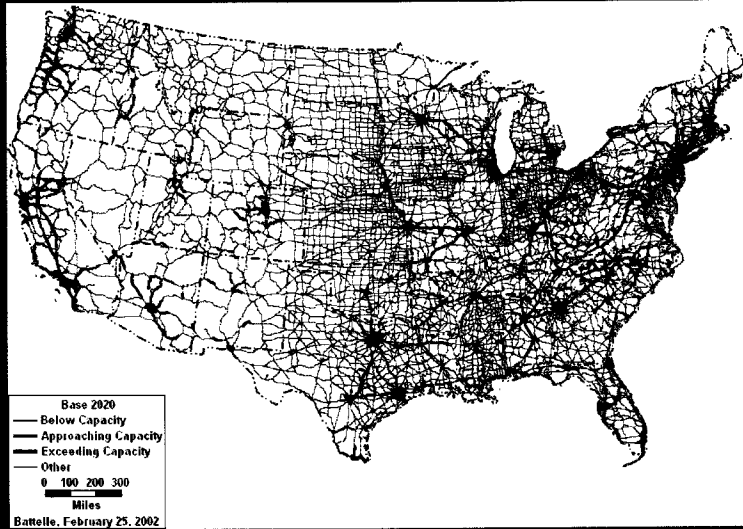 Base 2020
Below Capacity
Approaching Capacity
Exceeding Capacity
Other
0 100 200 300
Miles
Battelle, February 25, 2002